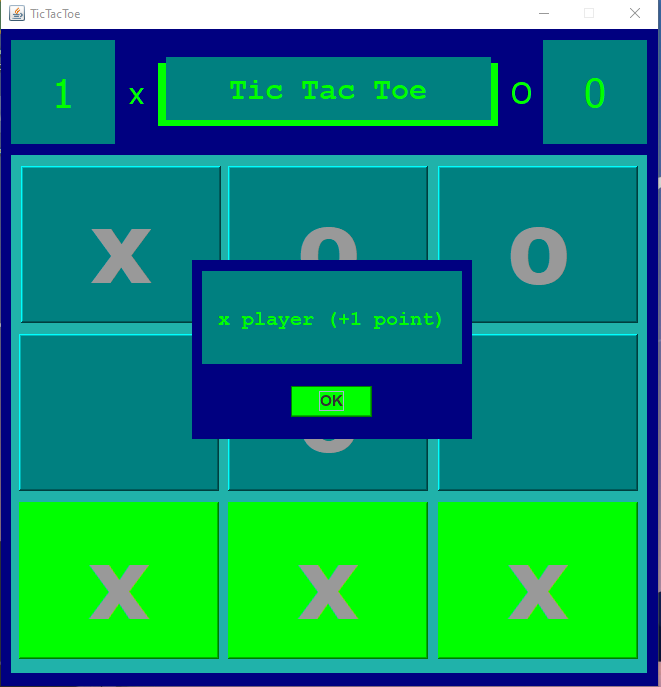 TicTacToe
1 x Tic Tac Toe O 0
x o o
x player (+1 point)
OK
o
x x x